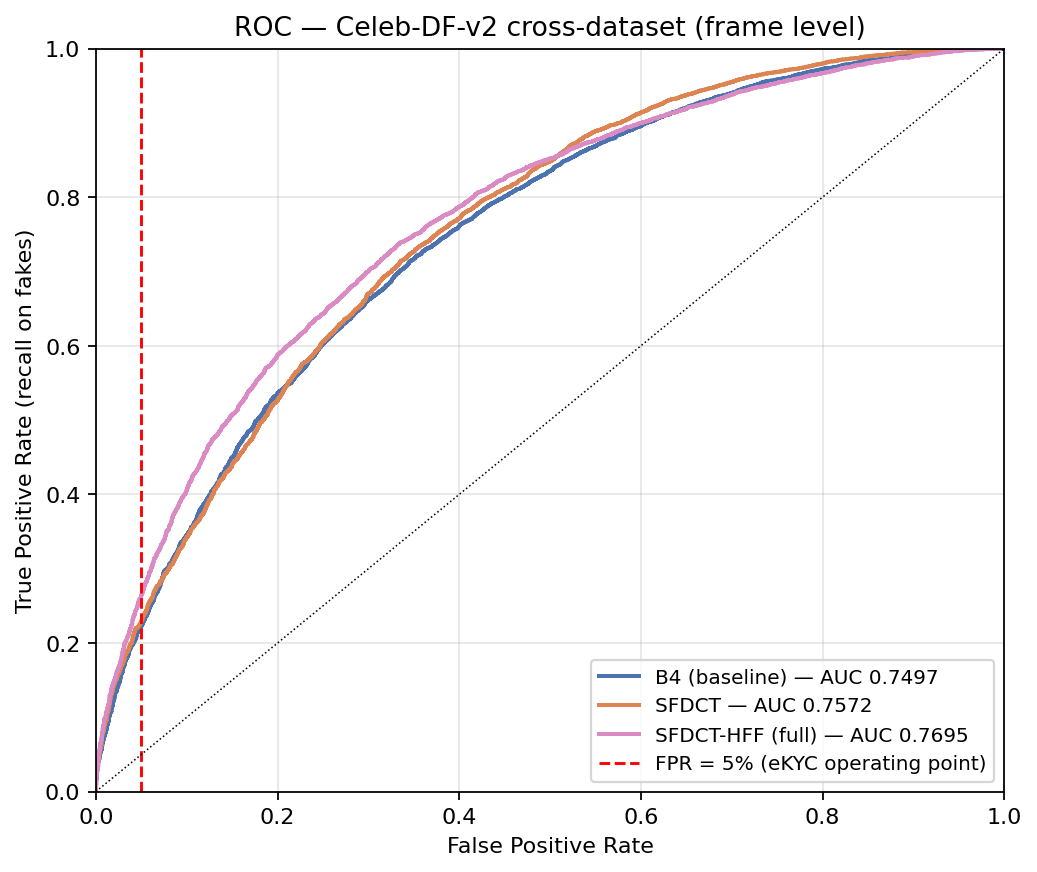 ROC — Celeb-DF-v2 cross-dataset (frame level)
True Positive Rate (recall on fakes)
1.0
0.8
0.6
0.4
0.2
0.0
0.0 0.2 0.4 0.6 0.8 1.0
False Positive Rate
B4 (baseline) — AUC 0.7497
SFDCT — AUC 0.7572
SFDCT-HFF (full) — AUC 0.7695
FPR = 5% (eKYC operating point)